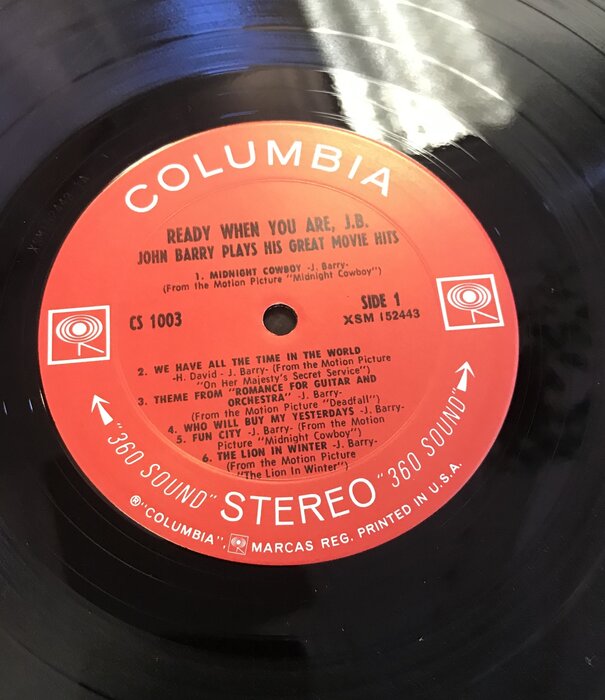 COLUMBIA
READY WHEN YOU ARE, J.B.
JOHN BARRY PLAYS HIS GREAT MOVIE HITS
1. MIDNIGHT COWBOY -J. Barry-
(From the Motion Picture "Midnight Cowboy")
CS 1003
SIDE 1
XSM 152443
2. WE HAVE ALL THE TIME IN THE WORLD
-H. David - J. Barry- (From the Motion Picture
"On Her Majesty's Secret Service")
3. THEME FROM "ROMANCE FOR GUITAR AND
ORCHESTRA" -J. Barry-
(From the Motion Picture "Deadfall")
4. WHO WILL BUY MY YESTERDAYS -J. Barry-
5. FUN CITY -J. Barry- (From the Motion
Picture "Midnight Cowboy")
6. THE LION IN WINTER -J. Barry-
(From the Motion Picture
"The Lion In Winter")
"360 SOUND" STEREO "360 SOUND"
® "COLUMBIA", MARCAS REG. PRINTED IN U.S.A.